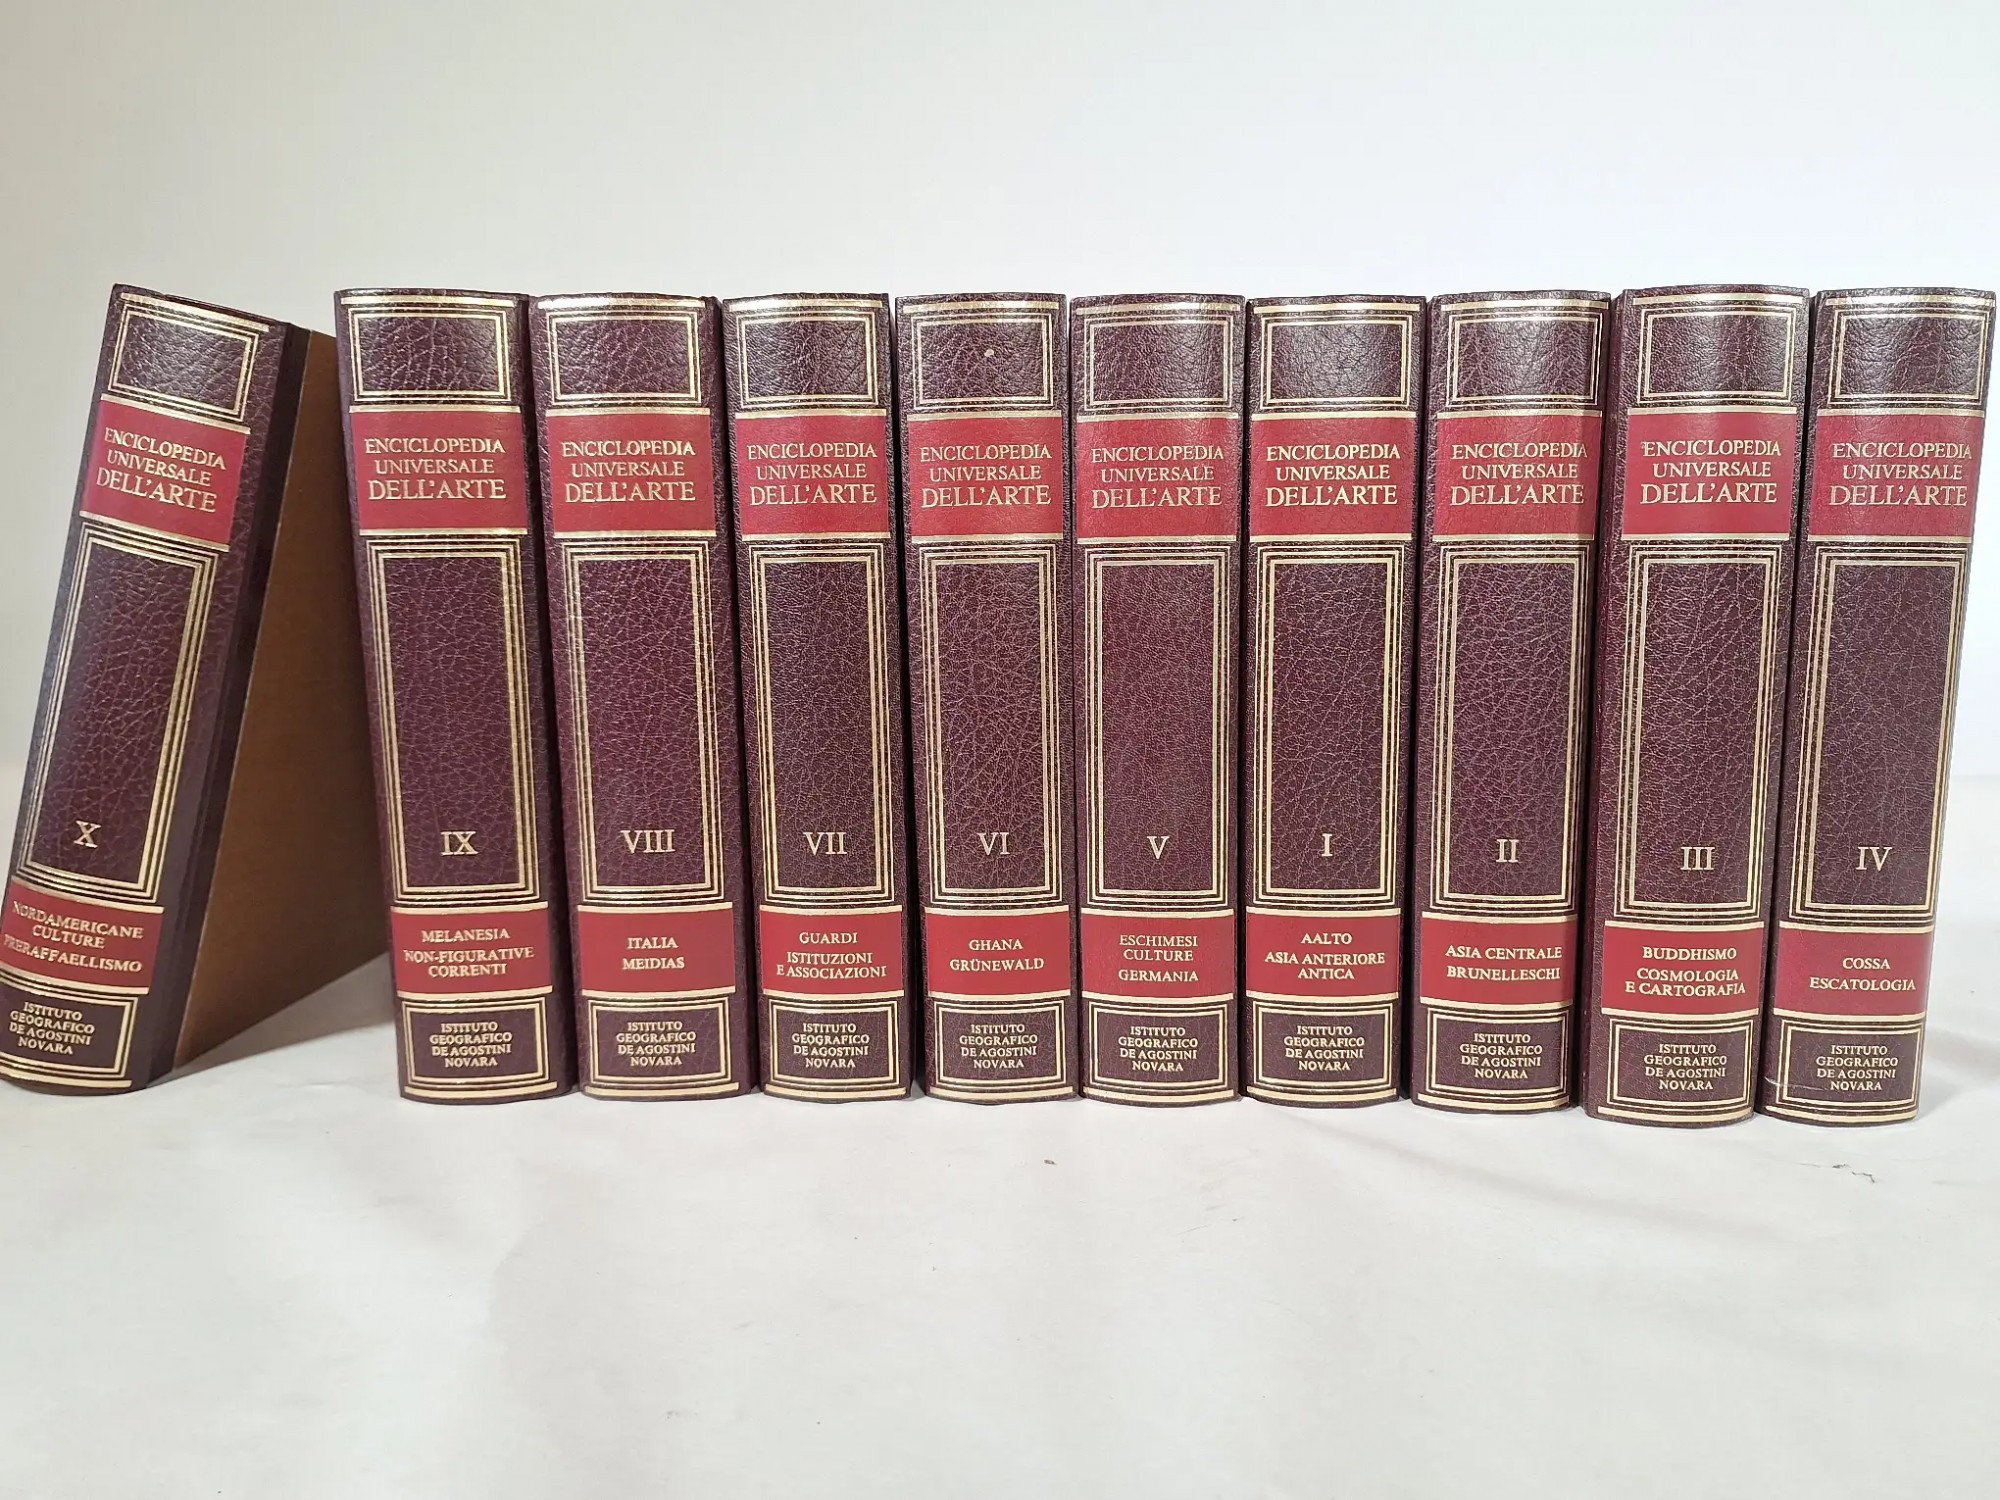 ENCICLOPEDIA
UNIVERSALE
DELL'ARTE
X
NORDAMERICANE
CULTURE
PRERAFFAELLISMO
ISTITUTO
GEOGRAFICO
DE AGOSTINI
NOVARA
ENCICLOPEDIA
UNIVERSALE
DELL'ARTE
IX
MELANESIA
NON-FIGURATIVE
CORRENTI
ISTITUTO
GEOGRAFICO
DE AGOSTINI
NOVARA
ENCICLOPEDIA
UNIVERSALE
DELL'ARTE
VIII
ITALIA
MEIDIAS
ISTITUTO
GEOGRAFICO
DE AGOSTINI
NOVARA
ENCICLOPEDIA
UNIVERSALE
DELL'ARTE
VII
GUARDI
ISTITUZIONI
E ASSOCIAZIONI
ISTITUTO
GEOGRAFICO
DE AGOSTINI
NOVARA
ENCICLOPEDIA
UNIVERSALE
DELL'ARTE
VI
GHANA
GRÜNEWALD
ISTITUTO
GEOGRAFICO
DE AGOSTINI
NOVARA
ENCICLOPEDIA
UNIVERSALE
DELL'ARTE
V
ESCHIMESI
CULTURE
GERMANIA
ISTITUTO
GEOGRAFICO
DE AGOSTINI
NOVARA
ENCICLOPEDIA
UNIVERSALE
DELL'ARTE
I
AALTO
ASIA ANTERIORE
ANTICA
ISTITUTO
GEOGRAFICO
DE AGOSTINI
NOVARA
ENCICLOPEDIA
UNIVERSALE
DELL'ARTE
II
ASIA CENTRALE
BRUNELLESCHI
ISTITUTO
GEOGRAFICO
DE AGOSTINI
NOVARA
ENCICLOPEDIA
UNIVERSALE
DELL'ARTE
III
BUDDHISMO
COSMOLOGIA
E CARTOGRAFIA
ISTITUTO
GEOGRAFICO
DE AGOSTINI
NOVARA
ENCICLOPEDIA
UNIVERSALE
DELL'ARTE
IV
COSSA
ESCATOLOGIA
ISTITUTO
GEOGRAFICO
DE AGOSTINI
NOVARA